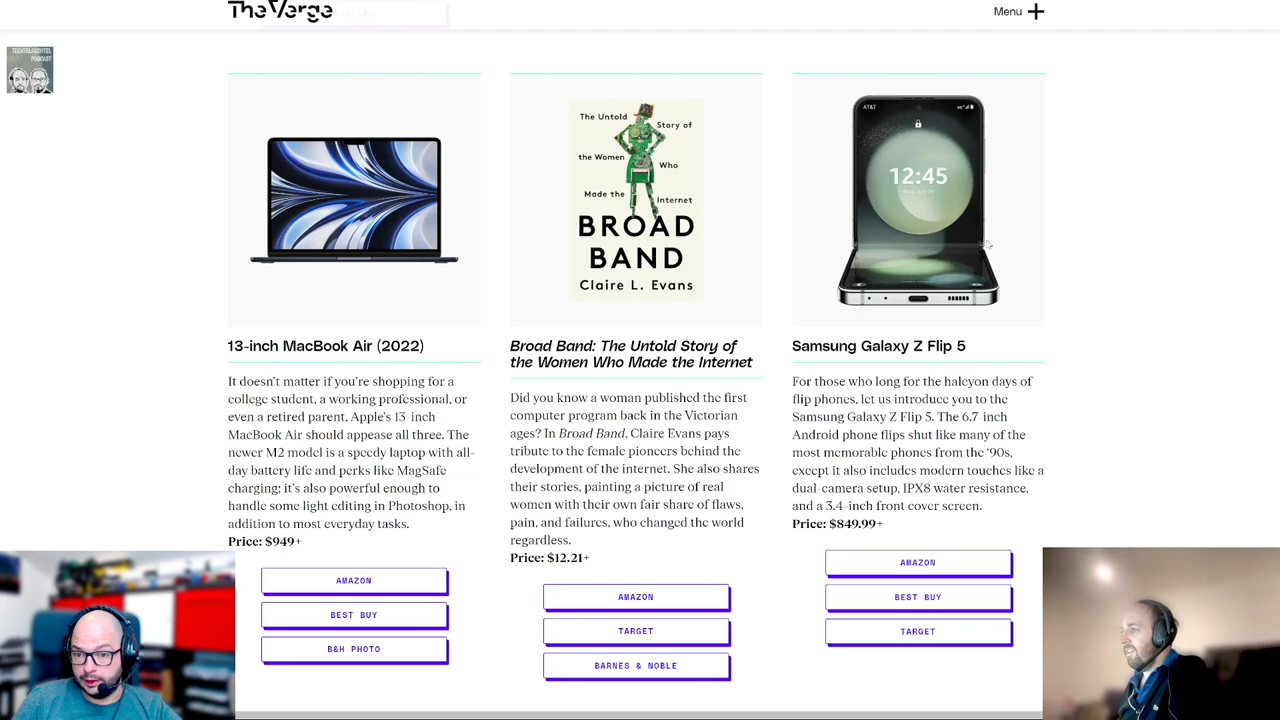 The Verge
Menu
TECHTELMECHTEL
PODCAST
The Untold Story of
the Women Who
Made the Internet
BROAD
BAND
Claire L. Evans
AT&T
12:45
13-inch MacBook Air (2022)
It doesn't matter if you're shopping for a
college student, a working professional, or
even a retired parent, Apple's 13-inch
MacBook Air should appease all three. The
newer M2 model is a speedy laptop with all-
day battery life and perks like MagSafe
charging; it's also powerful enough to
handle some light editing in Photoshop, in
addition to most everyday tasks.
Price: $949+
AMAZON
BEST BUY
B&H PHOTO
Broad Band: The Untold Story of
the Women Who Made the Internet
Did you know a woman published the first
computer program back in the Victorian
ages? In Broad Band, Claire Evans pays
tribute to the female pioneers behind the
development of the internet. She also shares
their stories, painting a picture of real
women with their own fair share of flaws,
pain, and failures, who changed the world
regardless.
Price: $12.21+
AMAZON
TARGET
BARNES & NOBLE
Samsung Galaxy Z Flip 5
For those who long for the halcyon days of
flip phones, let us introduce you to the
Samsung Galaxy Z Flip 5. The 6.7-inch
Android phone flips shut like many of the
most memorable phones from the '90s,
except it also includes modern touches like a
dual-camera setup, IPX8 water resistance,
and a 3.4-inch front cover screen.
Price: $849.99+
AMAZON
BEST BUY
TARGET